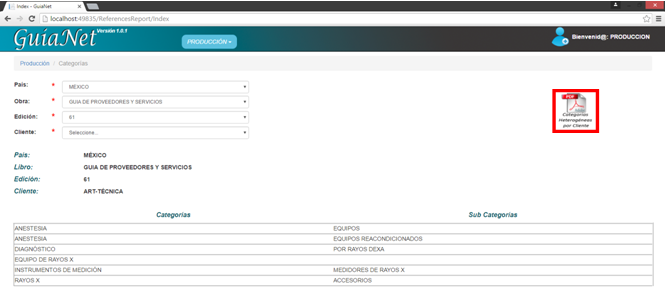 Index - GuiaNet
localhost:49835/ReferencesReport/Index
GuíaNet Versión 1.0.1
PRODUCCIÓN
Bienvenid@: PRODUCCION
Producción / Categorías
País: * MÉXICO
Obra: * GUIA DE PROVEEDORES Y SERVICIOS
Edición: * 61
Cliente: * Seleccione...
PDF
Categorías
Heterogéneas
por Cliente
País: MÉXICO
Libro: GUIA DE PROVEEDORES Y SERVICIOS
Edición: 61
Cliente: ART-TÉCNICA
Categorías Sub Categorías
ANESTESIA EQUIPOS
ANESTESIA EQUIPOS REACONDICIONADOS
DIAGNÓSTICO POR RAYOS DEXA
EQUIPO DE RAYOS X
INSTRUMENTOS DE MEDICIÓN MEDIDORES DE RAYOS X
RAYOS X ACCESORIOS